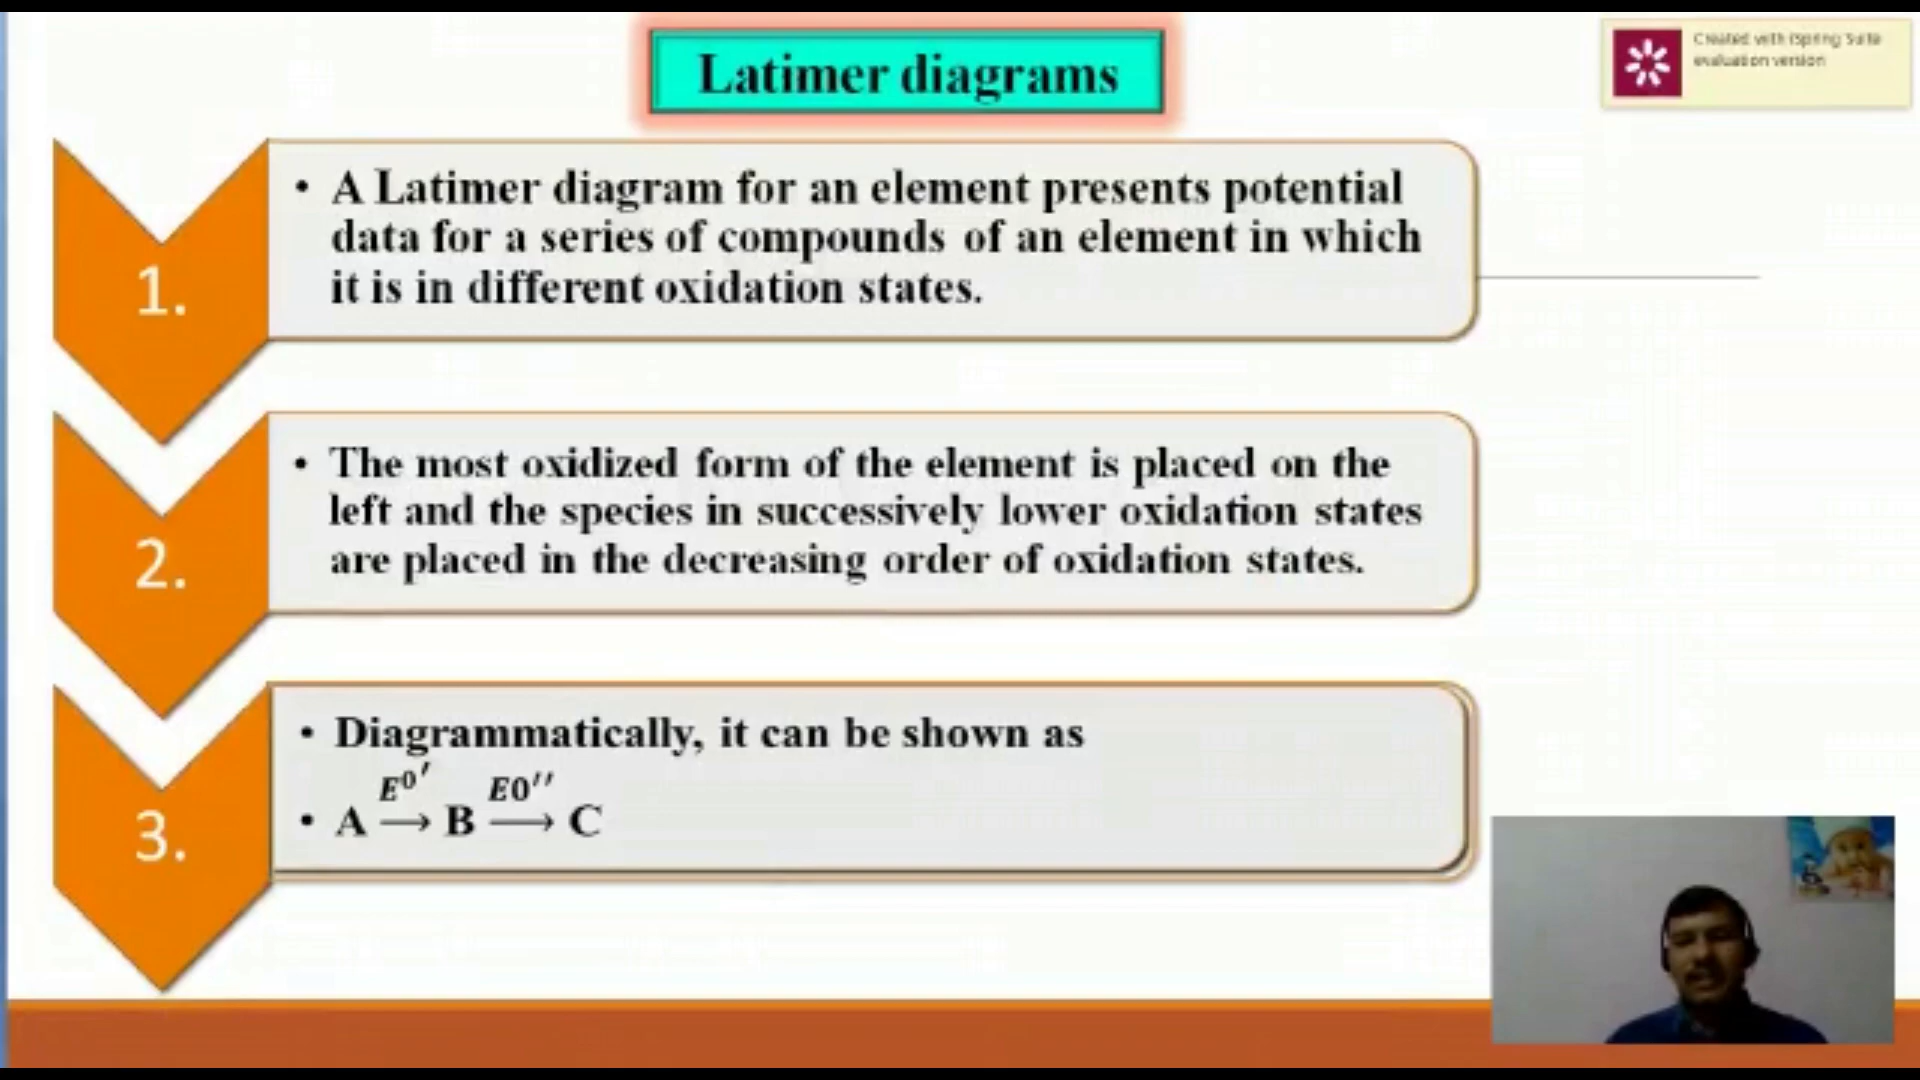 Latimer diagrams
Created with iSpring Suite
evaluation version
1.
• A Latimer diagram for an element presents potential
data for a series of compounds of an element in which
it is in different oxidation states.
2.
• The most oxidized form of the element is placed on the
left and the species in successively lower oxidation states
are placed in the decreasing order of oxidation states.
3.
• Diagrammatically, it can be shown as
E⁰′ E0′′
• A ⟶ B ⟶ C